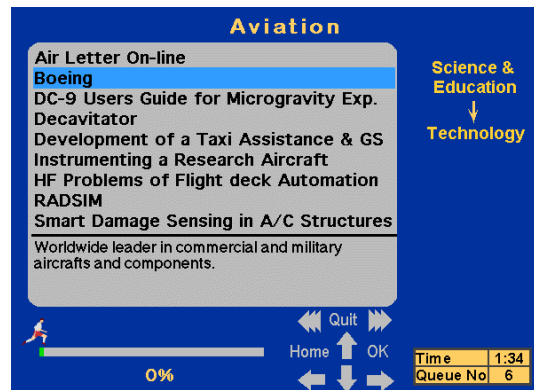 Aviation
Air Letter On-line
Boeing
DC-9 Users Guide for Microgravity Exp.
Decavitator
Development of a Taxi Assistance & GS
Instrumenting a Research Aircraft
HF Problems of Flight deck Automation
RADSIM
Smart Damage Sensing in A/C Structures
Worldwide leader in commercial and military
aircrafts and components.
Science &
Education
Technology
Quit
Home OK
0%
Time 1:34
Queue No 6